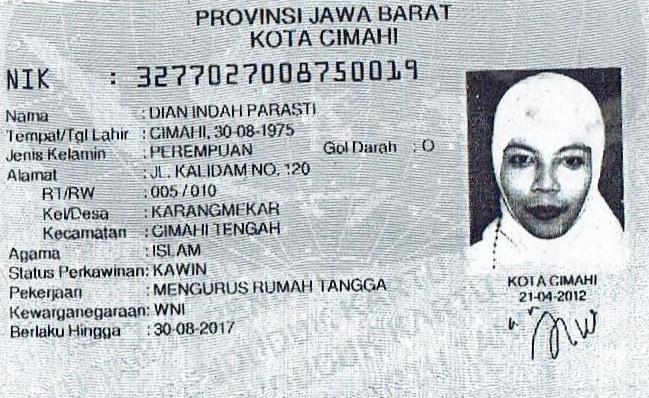 PROVINSI JAWA BARAT
KOTA CIMAHI
NIK : 3277027008750019
Nama : DIAN INDAH PARASTI
Tempat/Tgl Lahir : CIMAHI, 30-08-1975
Jenis Kelamin : PEREMPUAN Gol Darah : O
Alamat : JL. KALIDAM NO. 120
RT/RW : 005 / 010
Kel/Desa : KARANGMEKAR
Kecamatan : CIMAHI TENGAH
Agama : ISLAM
Status Perkawinan: KAWIN
Pekerjaan : MENGURUS RUMAH TANGGA
Kewarganegaraan: WNI
Berlaku Hingga : 30-08-2017
KOTA CIMAHI
21-04-2012